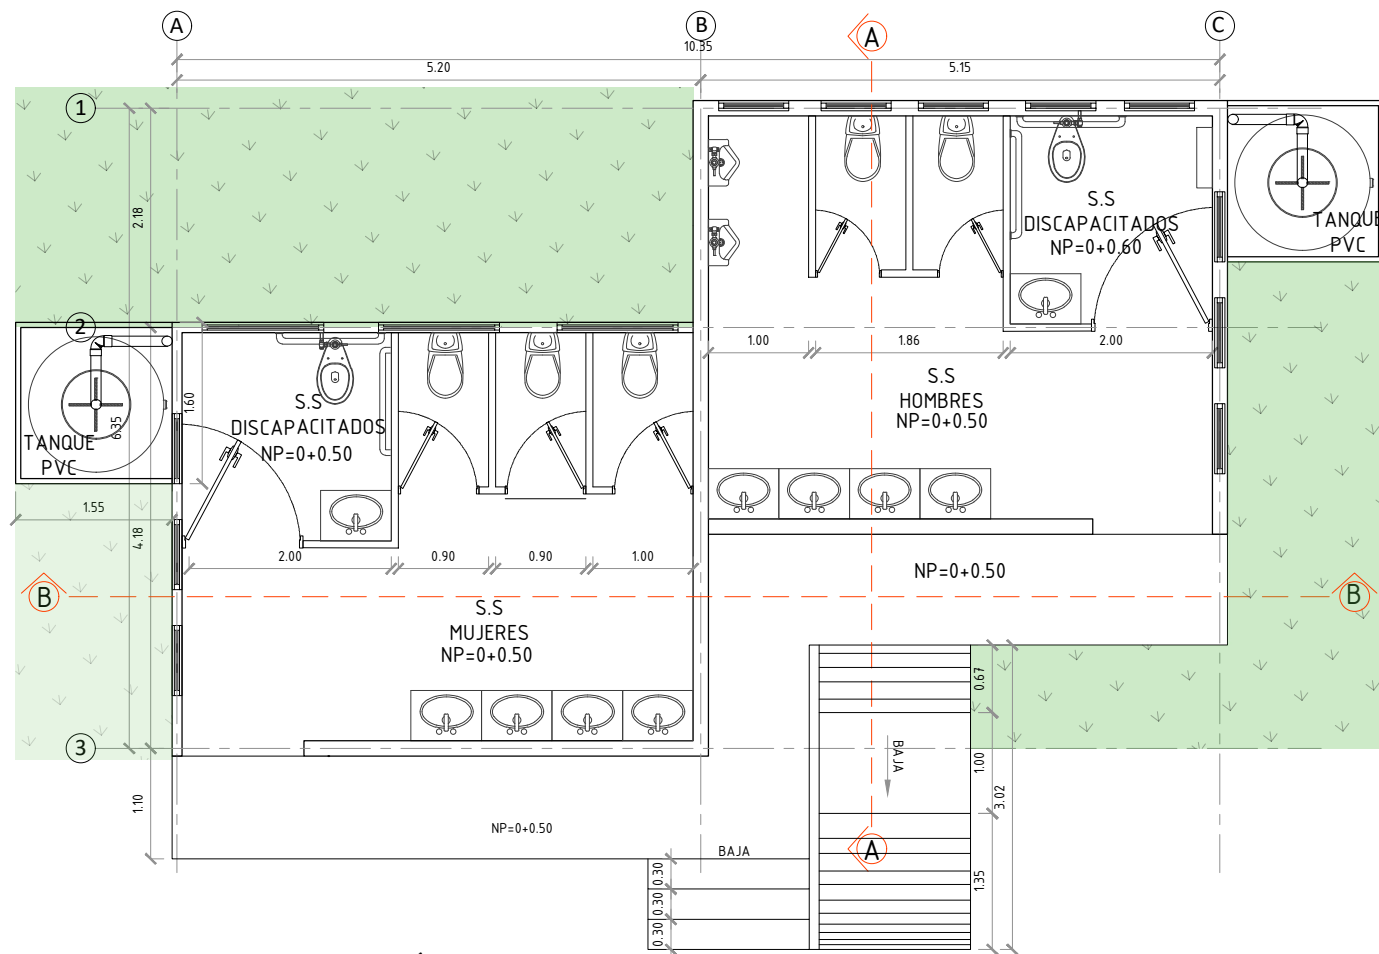 A
B
C
A
10.35
5.20
5.15
1
2.18
S.S
DISCAPACITADOS
NP=0+0.60
TANQUE
PVC
2
1.00
1.86
2.00
S.S
HOMBRES
NP=0+0.50
1.60
6.35
S.S
DISCAPACITADOS
NP=0+0.50
TANQUE
PVC
1.55
4.18
2.00
0.90
0.90
1.00
NP=0+0.50
B
B
S.S
MUJERES
NP=0+0.50
0.67
3
BAJA
1.00
3.02
1.10
NP=0+0.50
BAJA
A
0.30
0.30
0.30
1.35